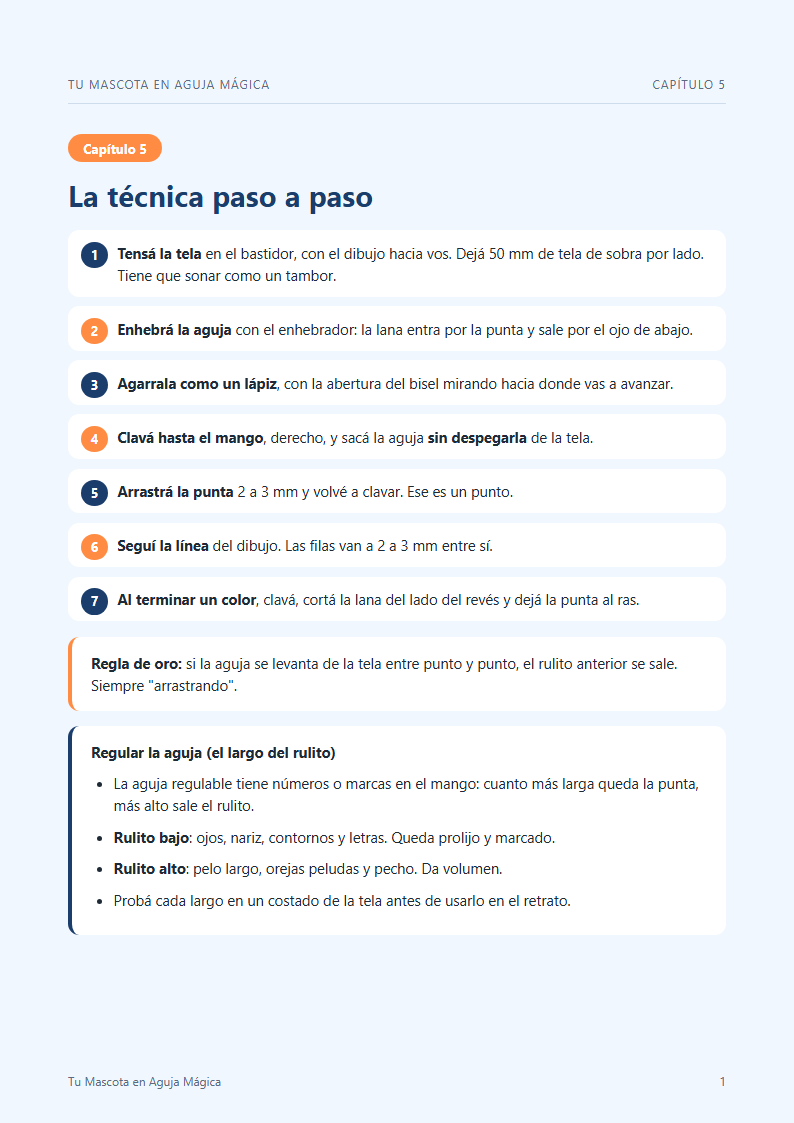 TU MASCOTA EN AGUJA MÁGICA
CAPÍTULO 5
Capítulo 5
La técnica paso a paso
1 Tensá la tela en el bastidor, con el dibujo hacia vos. Dejá 50 mm de tela de sobra por lado.
Tiene que sonar como un tambor.
2 Enhebrá la aguja con el enhebrador: la lana entra por la punta y sale por el ojo de abajo.
3 Agarrala como un lápiz, con la abertura del bisel mirando hacia donde vas a avanzar.
4 Clavá hasta el mango, derecho, y sacá la aguja sin despegarla de la tela.
5 Arrastrá la punta 2 a 3 mm y volvé a clavar. Ese es un punto.
6 Seguí la línea del dibujo. Las filas van a 2 a 3 mm entre sí.
7 Al terminar un color, clavá, cortá la lana del lado del revés y dejá la punta al ras.
Regla de oro: si la aguja se levanta de la tela entre punto y punto, el rulito anterior se sale.
Siempre "arrastrando".
Regular la aguja (el largo del rulito)
• La aguja regulable tiene números o marcas en el mango: cuanto más larga queda la punta,
más alto sale el rulito.
• Rulito bajo: ojos, nariz, contornos y letras. Queda prolijo y marcado.
• Rulito alto: pelo largo, orejas peludas y pecho. Da volumen.
• Probá cada largo en un costado de la tela antes de usarlo en el retrato.
Tu Mascota en Aguja Mágica
1